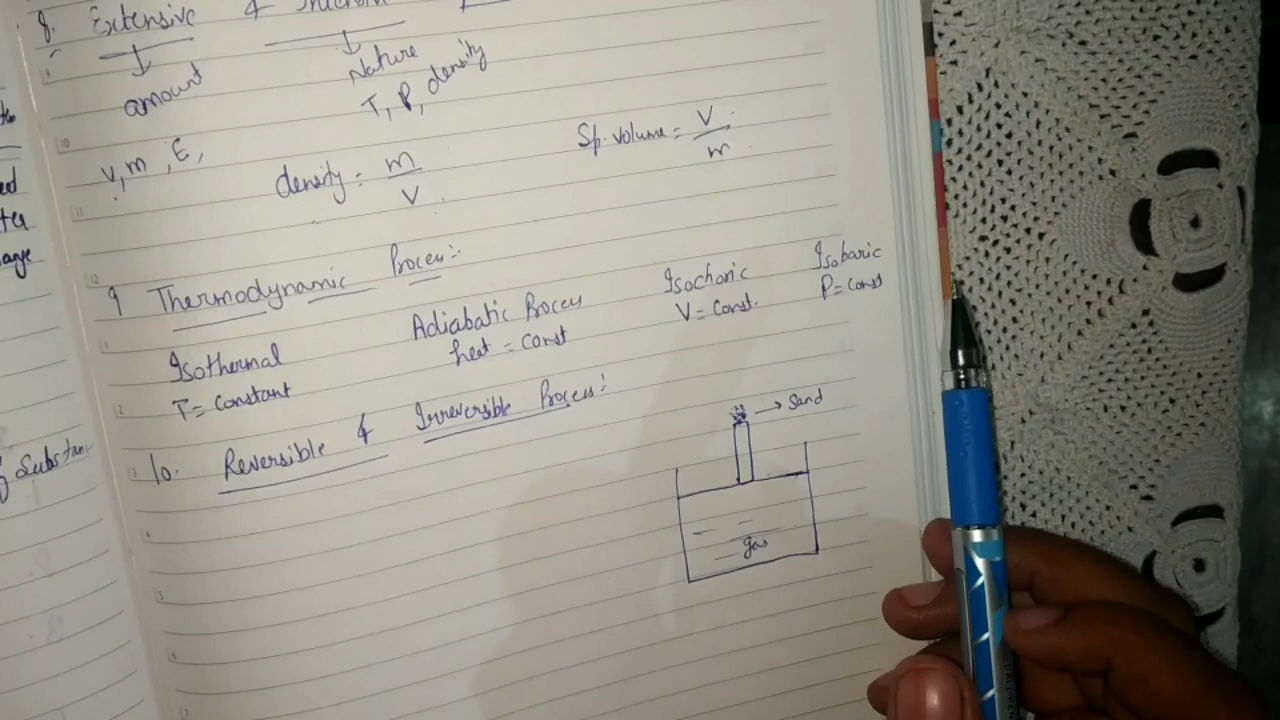 8. Extensive &
amount
Nature
T, P, density
V, m, E,
density = m/V
Sp. volume = V/m
9 Thermodynamic Process:-
Isothermal
T = constant
Adiabatic Process
heat = const
Isochoric
V = Const.
Isobaric
P = Const
10. Reversible & Irreversible Process:
→ Sand
gas
Substan